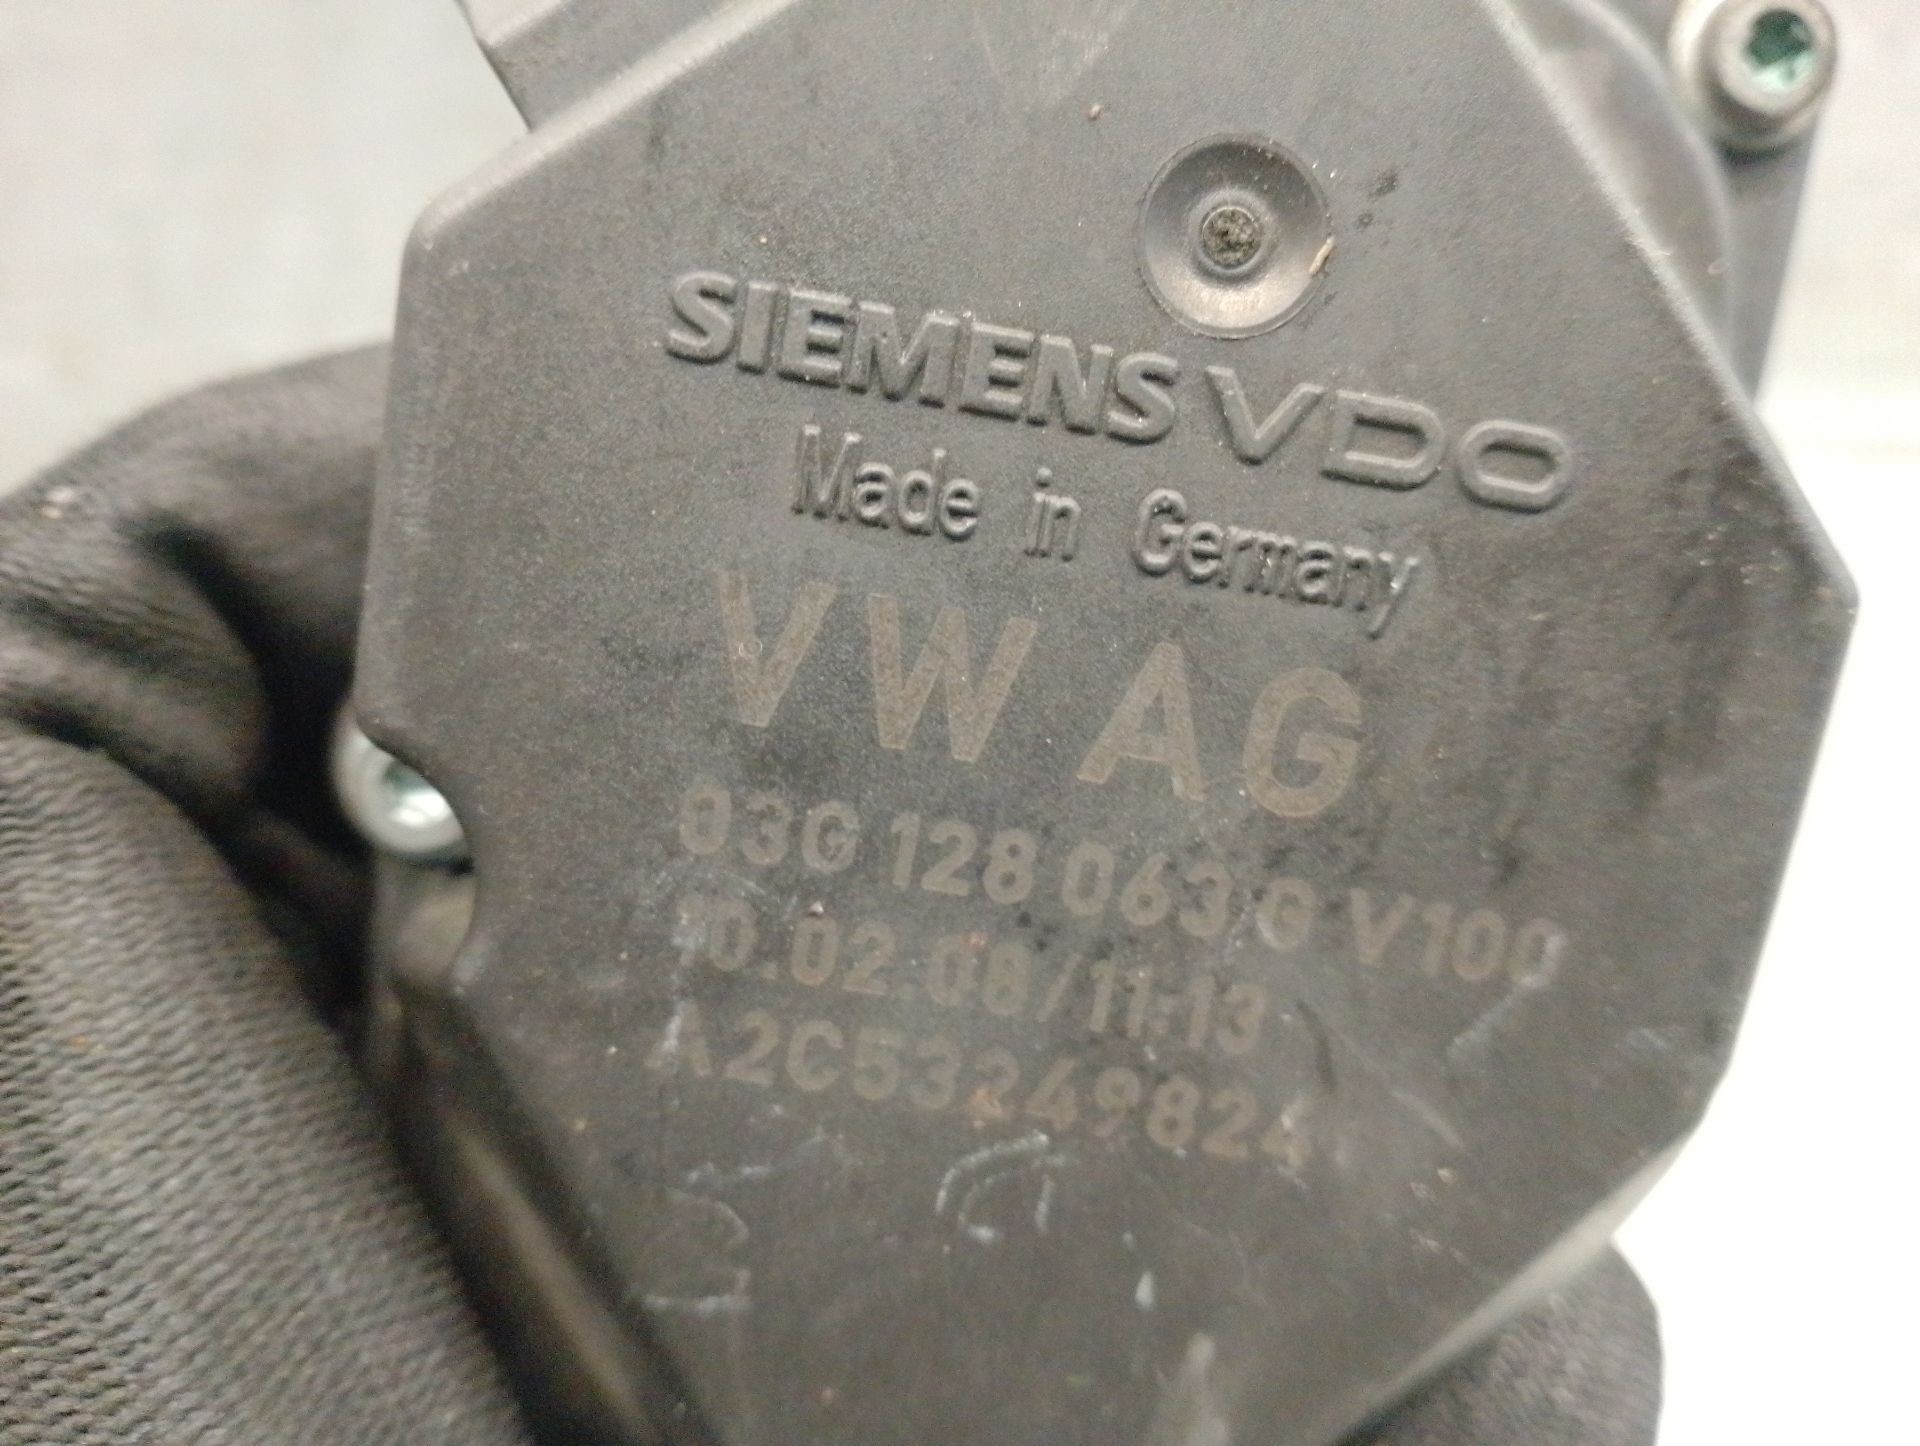 SIEMENS VDO
Made in Germany
VW AG
03G 128 063 G V100
10.02.08/11:13
A2C53249824